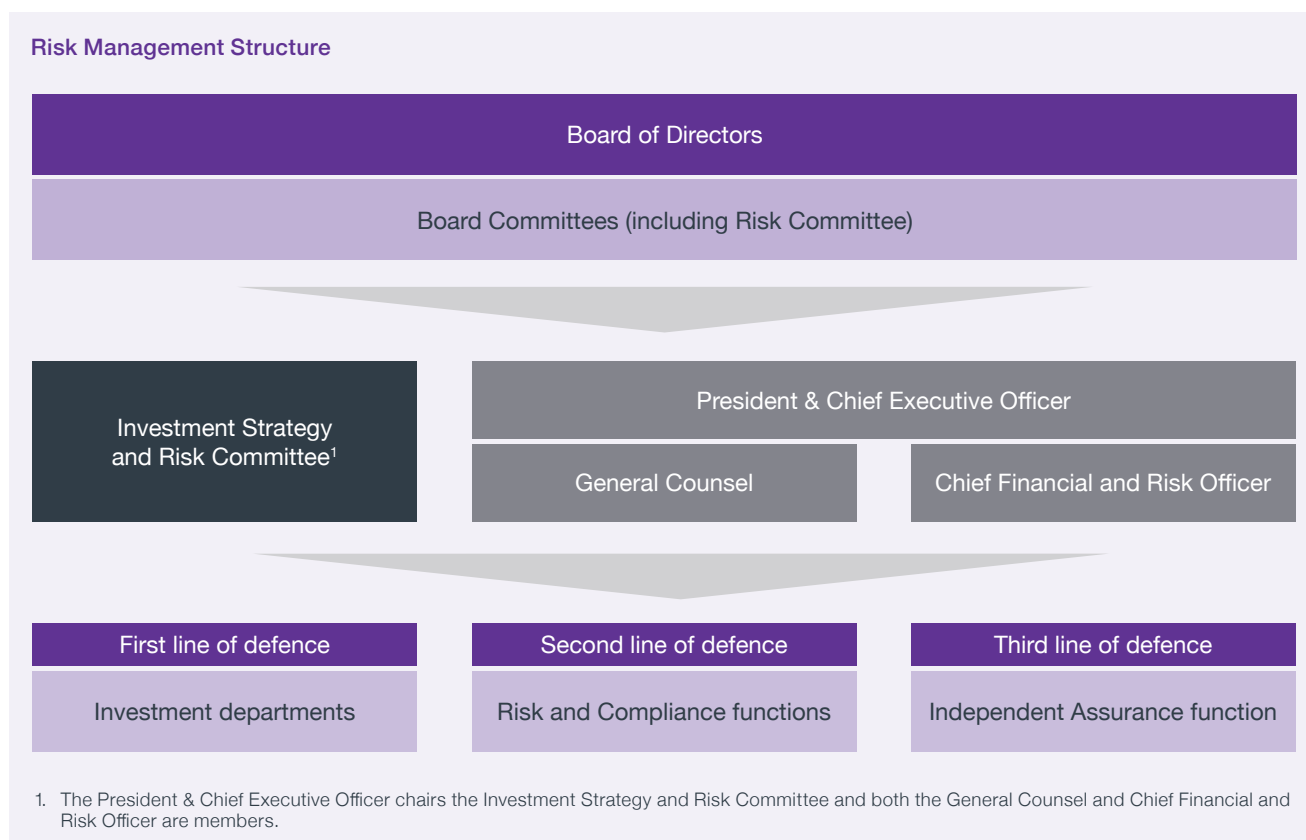 Risk Management Structure
Board of Directors
Board Committees (including Risk Committee)
Investment Strategy
and Risk Committee¹
President & Chief Executive Officer
General Counsel
Chief Financial and Risk Officer
First line of defence
Investment departments
Second line of defence
Risk and Compliance functions
Third line of defence
Independent Assurance function
1. The President & Chief Executive Officer chairs the Investment Strategy and Risk Committee and both the General Counsel and Chief Financial and
Risk Officer are members.